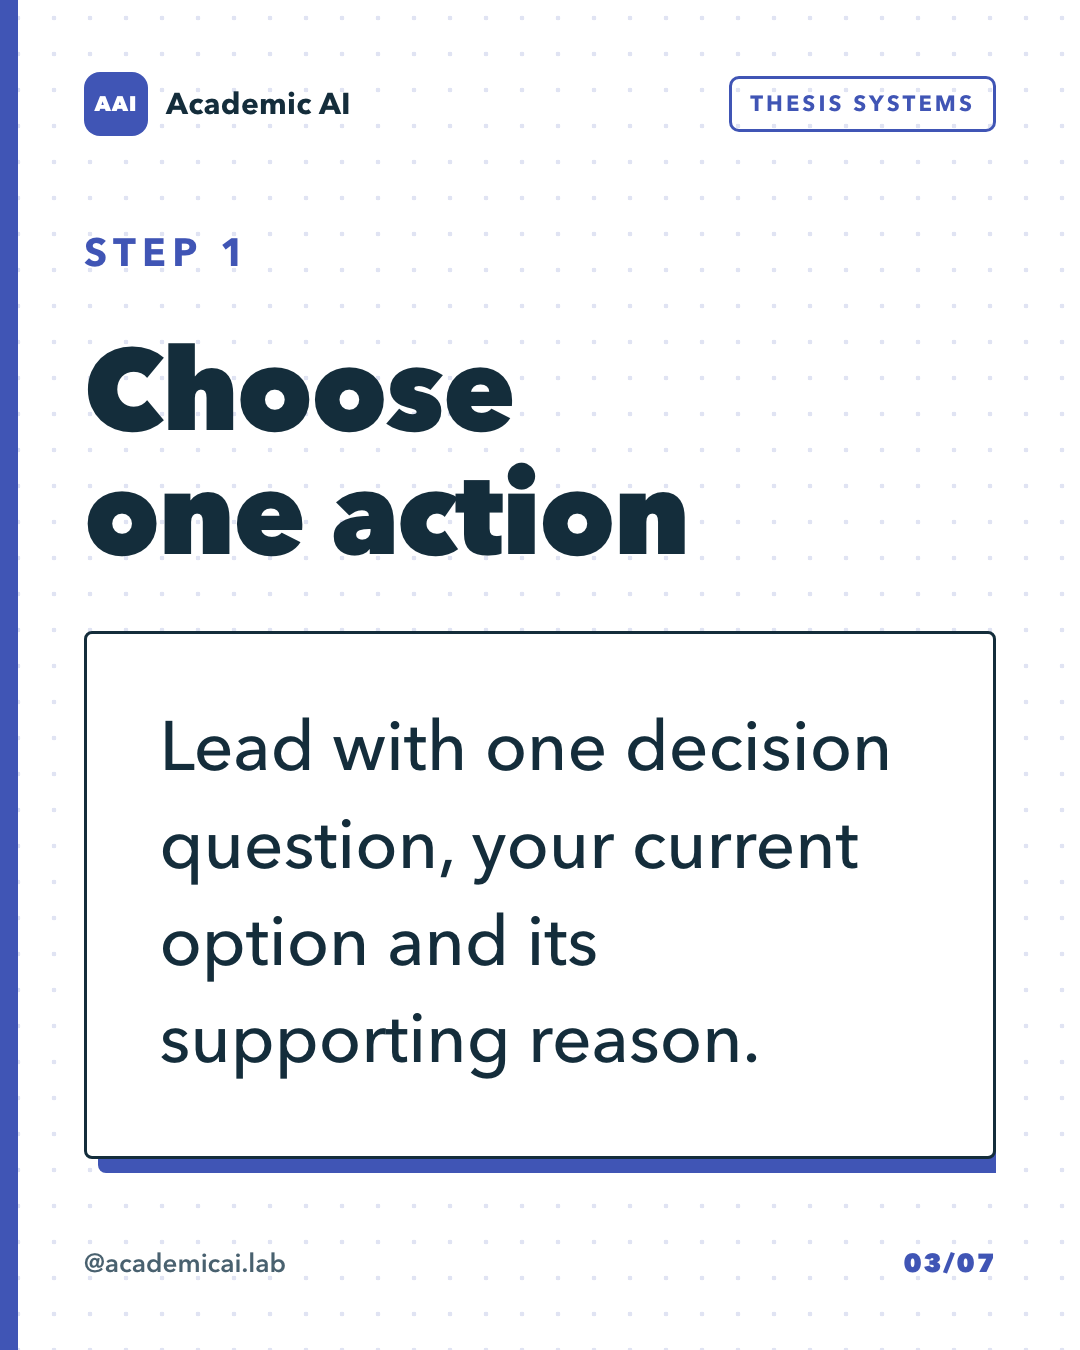 AAI
Academic AI
THESIS SYSTEMS
STEP 1
Choose
one action
Lead with one decision
question, your current
option and its
supporting reason.
@academicai.lab
03/07